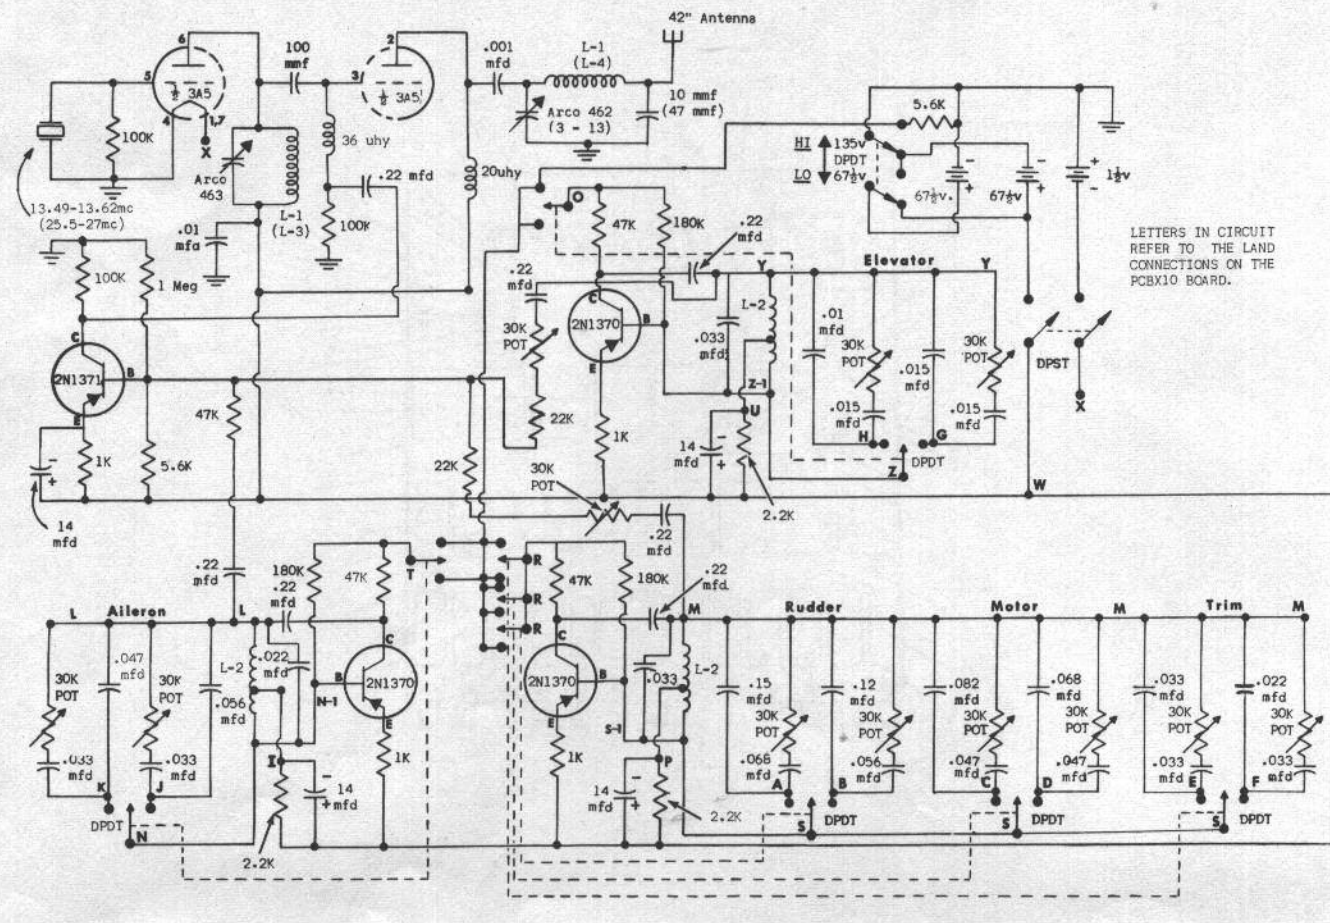 42" Antenna
6
100
mmf
2
.001
mfd
L-1
(L-4)
5
½ 3A5
4
1,7
3
½ 3A5
100K
X
Arco
463
36 uhy
.22 mfd
20uhy
Arco 462
(3 - 13)
10 mmf
(47 mmf)
5.6K
HI
135v
DPDT
LO
67½v
67½v.
67½v
1½v
13.49-13.62mc
(25.5-27mc)
L-1
(L-3)
100K
.01
mfd
O
47K
180K
.22
mfd
LETTERS IN CIRCUIT
REFER TO THE LAND
CONNECTIONS ON THE
PCBX10 BOARD.
100K
1 Meg
.22
mfd
Y
Elevator
Y
L-2
C
2N1371
B
E
30K
POT
C
2N1370
B
E
.033
mfd
.01
mfd
30K
POT
.015
mfd
30K
POT
DPST
X
47K
Z-1
U
.015
mfd
.015
mfd
H
G
DPDT
Z
1K
5.6K
22K
22K
30K
POT
1K
14
mfd
2.2K
W
14
mfd
.22
mfd
.22
mfd
180K
.22
mfd
47K
T
R
47K
180K
.22
mfd
R
R
L
Aileron
L
C
C
M
Rudder
Motor
M
Trim
M
30K
POT
.047
mfd
30K
POT
L-2
.022
mfd
.056
mfd
N-1
B
2N1370
E
2N1370
B
E
.033
L-2
S-1
.15
mfd
30K
POT
.12
mfd
30K
POT
.082
mfd
30K
POT
.068
mfd
30K
POT
.033
mfd
30K
POT
.022
mfd
30K
POT
.033
mfd
K
.033
mfd
J
DPDT
N
I
14
mfd
2.2K
1K
1K
14
mfd
P
2.2K
.068
mfd
A
B
.056
mfd
S
DPDT
.047
mfd
C
D
.047
mfd
S
DPDT
.033
mfd
E
F
.033
mfd
S
DPDT